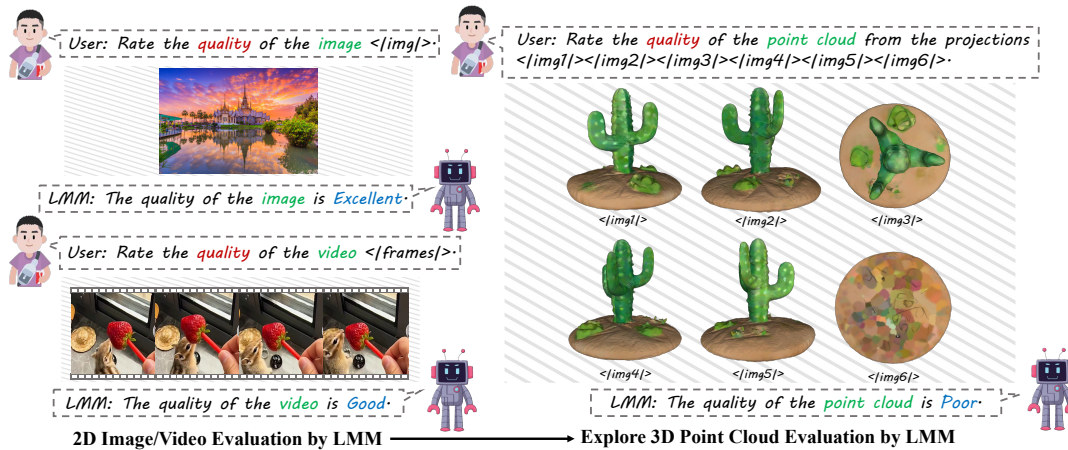 User: Rate the quality of the image <|img|>.
LMM: The quality of the image is Excellent.
User: Rate the quality of the video <|frames|>.
LMM: The quality of the video is Good.
2D Image/Video Evaluation by LMM
User: Rate the quality of the point cloud from the projections
<|img1|><|img2|><|img3|><|img4|><|img5|><|img6|>.
<|img1|>
<|img2|>
<|img3|>
<|img4|>
<|img5|>
<|img6|>
LMM: The quality of the point cloud is Poor.
Explore 3D Point Cloud Evaluation by LMM